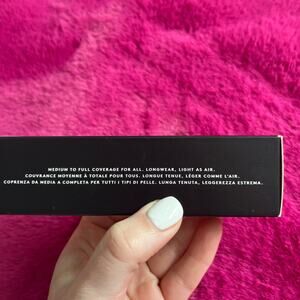 MEDIUM TO FULL COVERAGE FOR ALL. LONGWEAR, LIGHT AS AIR.
COUVRANCE MOYENNE À TOTALE POUR TOUS. LONGUE TENUE, LÉGER COMME L'AIR.
COPRENZA DA MEDIA A COMPLETA PER TUTTI I TIPI DI PELLE. LUNGA TENUTA, LEGGEREZZA ESTREMA.